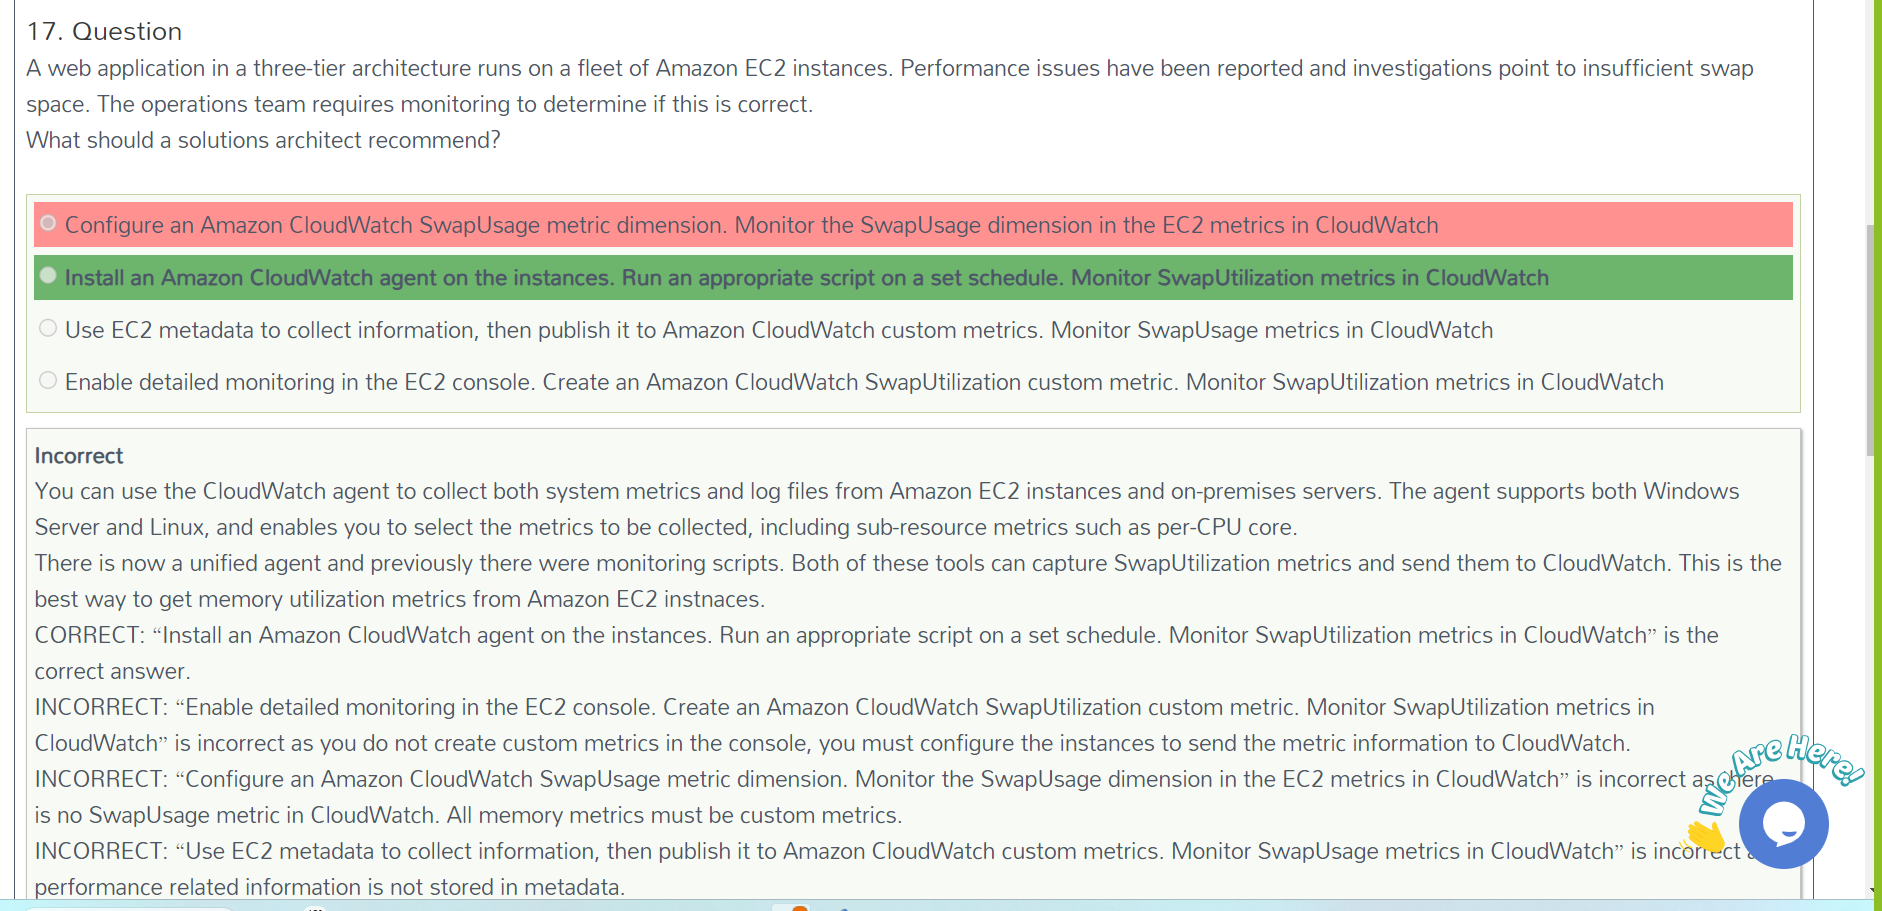 17. Question
A web application in a three-tier architecture runs on a fleet of Amazon EC2 instances. Performance issues have been reported and investigations point to insufficient swap
space. The operations team requires monitoring to determine if this is correct.
What should a solutions architect recommend?
Configure an Amazon CloudWatch SwapUsage metric dimension. Monitor the SwapUsage dimension in the EC2 metrics in CloudWatch
Install an Amazon CloudWatch agent on the instances. Run an appropriate script on a set schedule. Monitor SwapUtilization metrics in CloudWatch
Use EC2 metadata to collect information, then publish it to Amazon CloudWatch custom metrics. Monitor SwapUsage metrics in CloudWatch
Enable detailed monitoring in the EC2 console. Create an Amazon CloudWatch SwapUtilization custom metric. Monitor SwapUtilization metrics in CloudWatch
Incorrect
You can use the CloudWatch agent to collect both system metrics and log files from Amazon EC2 instances and on-premises servers. The agent supports both Windows
Server and Linux, and enables you to select the metrics to be collected, including sub-resource metrics such as per-CPU core.
There is now a unified agent and previously there were monitoring scripts. Both of these tools can capture SwapUtilization metrics and send them to CloudWatch. This is the
best way to get memory utilization metrics from Amazon EC2 instnaces.
CORRECT: “Install an Amazon CloudWatch agent on the instances. Run an appropriate script on a set schedule. Monitor SwapUtilization metrics in CloudWatch” is the
correct answer.
INCORRECT: “Enable detailed monitoring in the EC2 console. Create an Amazon CloudWatch SwapUtilization custom metric. Monitor SwapUtilization metrics in
CloudWatch” is incorrect as you do not create custom metrics in the console, you must configure the instances to send the metric information to CloudWatch.
INCORRECT: “Configure an Amazon CloudWatch SwapUsage metric dimension. Monitor the SwapUsage dimension in the EC2 metrics in CloudWatch” is incorrect as there
is no SwapUsage metric in CloudWatch. All memory metrics must be custom metrics.
INCORRECT: “Use EC2 metadata to collect information, then publish it to Amazon CloudWatch custom metrics. Monitor SwapUsage metrics in CloudWatch” is incorrect
performance related information is not stored in metadata.
We Are Here!